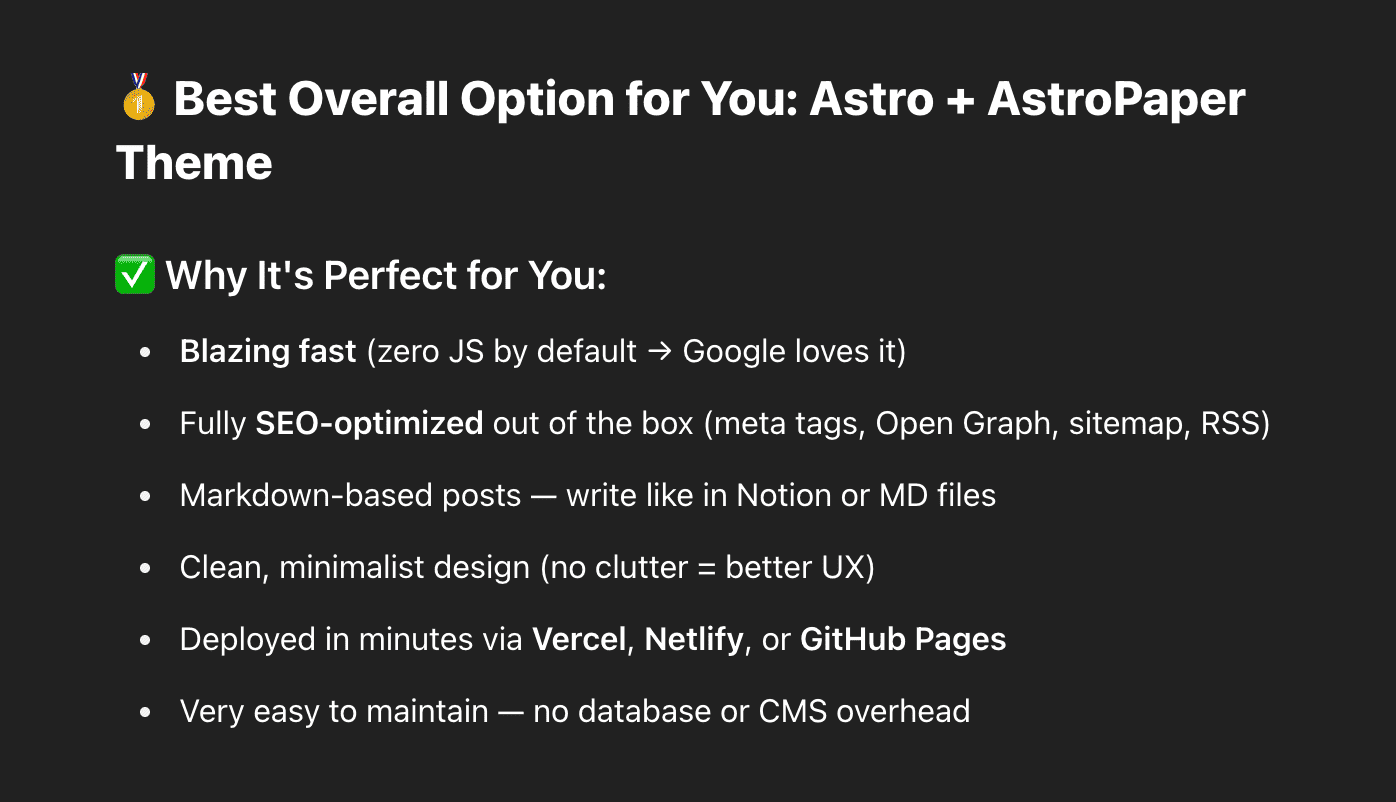 🥇 Best Overall Option for You: Astro + AstroPaper
Theme
✅ Why It's Perfect for You:
• Blazing fast (zero JS by default → Google loves it)
• Fully SEO-optimized out of the box (meta tags, Open Graph, sitemap, RSS)
• Markdown-based posts — write like in Notion or MD files
• Clean, minimalist design (no clutter = better UX)
• Deployed in minutes via Vercel, Netlify, or GitHub Pages
• Very easy to maintain — no database or CMS overhead